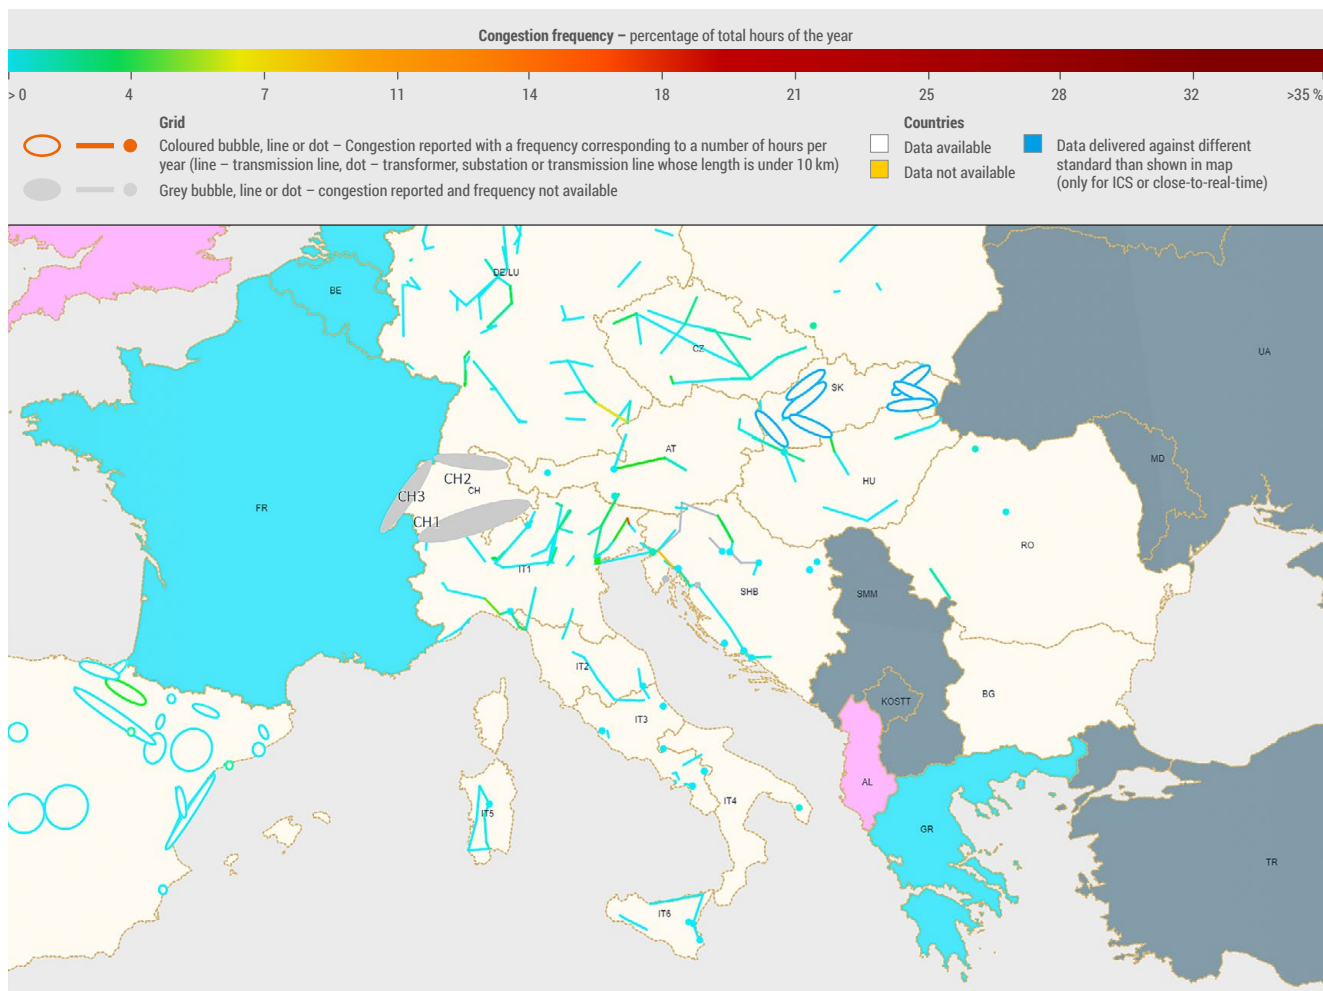 Congestion frequency – percentage of total hours of the year
> 0 4 7 11 14 18 21 25 28 32 >35 %
Grid
Coloured bubble, line or dot – Congestion reported with a frequency corresponding to a number of hours per
year (line – transmission line, dot – transformer, substation or transmission line whose length is under 10 km)
Grey bubble, line or dot – congestion reported and frequency not available
Countries
Data available
Data not available
Data delivered against different
standard than shown in map
(only for ICS or close-to-real-time)
DE/LU
BE
UA
CZ
SK
AT
MD
CH2
CH
CH3
HU
FR
CH1
RO
IT1
SHB
SMM
IT2
BG
KOSTT
IT3
AL
IT4
IT5
GR
TR
IT6